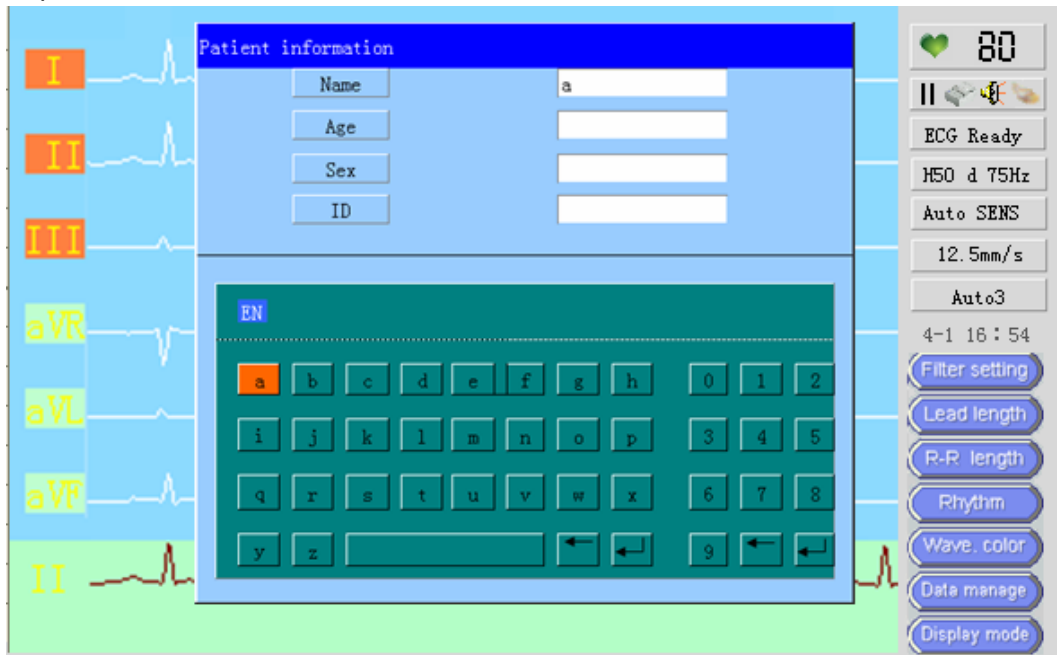 Patient information
Name a
Age
Sex
ID
EN
a b c d e f g h 0 1 2
i j k l m n o p 3 4 5
q r s t u v w x 6 7 8
y z 9
I
II
III
aVR
aVL
aVF
II
80
ECG Ready
H50 d 75Hz
Auto SENS
12.5mm/s
Auto3
4-1 16:54
Filter setting
Lead length
R-R length
Rhythm
Wave. color
Data manage
Display mode